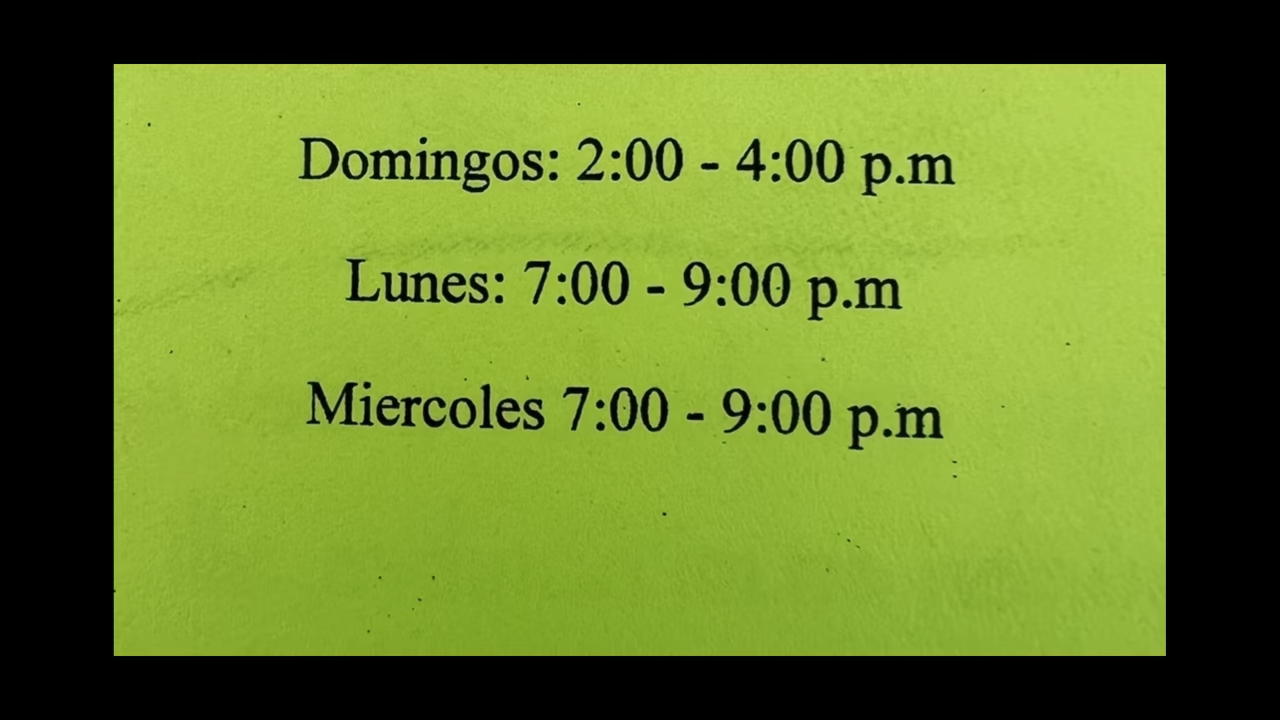 Domingos: 2:00 - 4:00 p.m
Lunes: 7:00 - 9:00 p.m
Miercoles 7:00 - 9:00 p.m